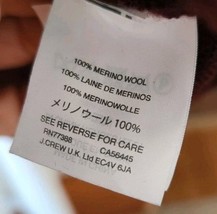 100% MERINO WOOL
100% LAINE DE MERINOS
100% MERINOWOLLE
メリノウール 100%
SEE REVERSE FOR CARE
RN77388 CA56445
J.CREW U.K. Ltd EC4V 6JA